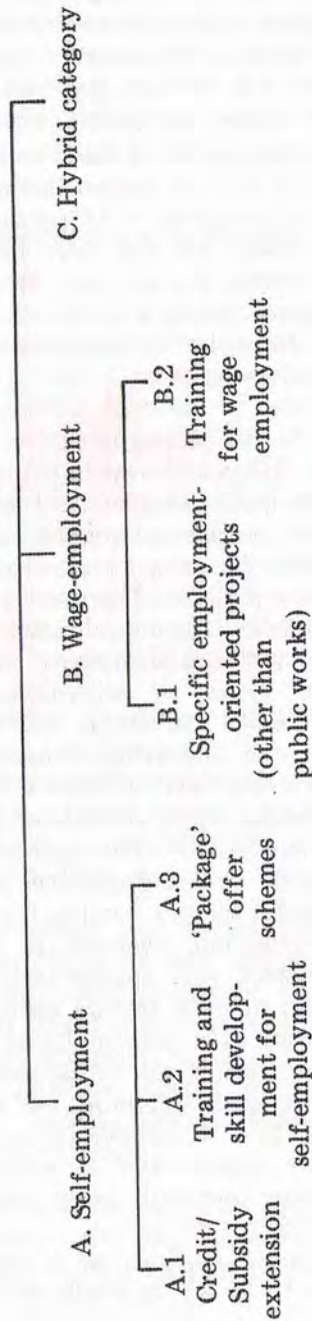 A. Self-employment
B. Wage-employment
C. Hybrid category
A.1
Credit/
Subsidy
extension
A.2
Training and
skill develop-
ment for
self-employment
A.3
'Package'
offer
schemes
B.1
Specific employment-
oriented projects
(other than
public works)
B.2
Training
for wage
employment